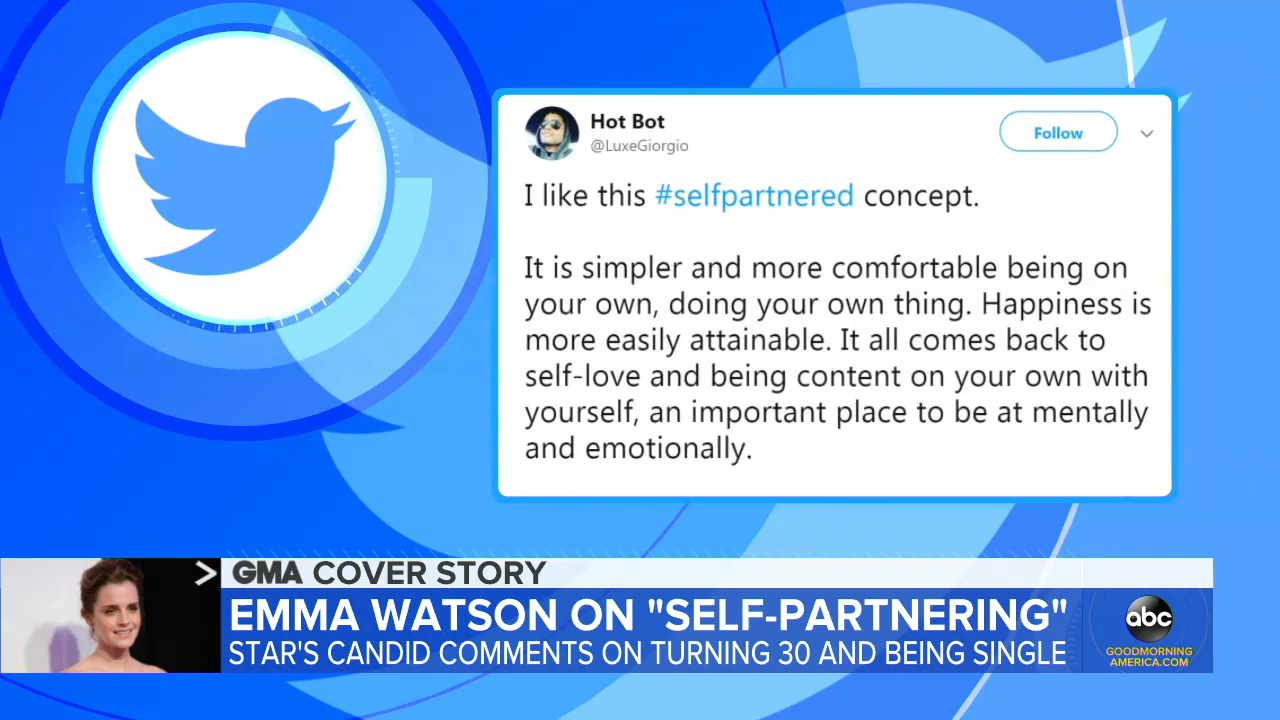 Hot Bot
@LuxeGiorgio
Follow
I like this #selfpartnered concept.
It is simpler and more comfortable being on
your own, doing your own thing. Happiness is
more easily attainable. It all comes back to
self-love and being content on your own with
yourself, an important place to be at mentally
and emotionally.
GMA COVER STORY
EMMA WATSON ON "SELF-PARTNERING"
STAR'S CANDID COMMENTS ON TURNING 30 AND BEING SINGLE
abc
GOODMORNING
AMERICA.COM